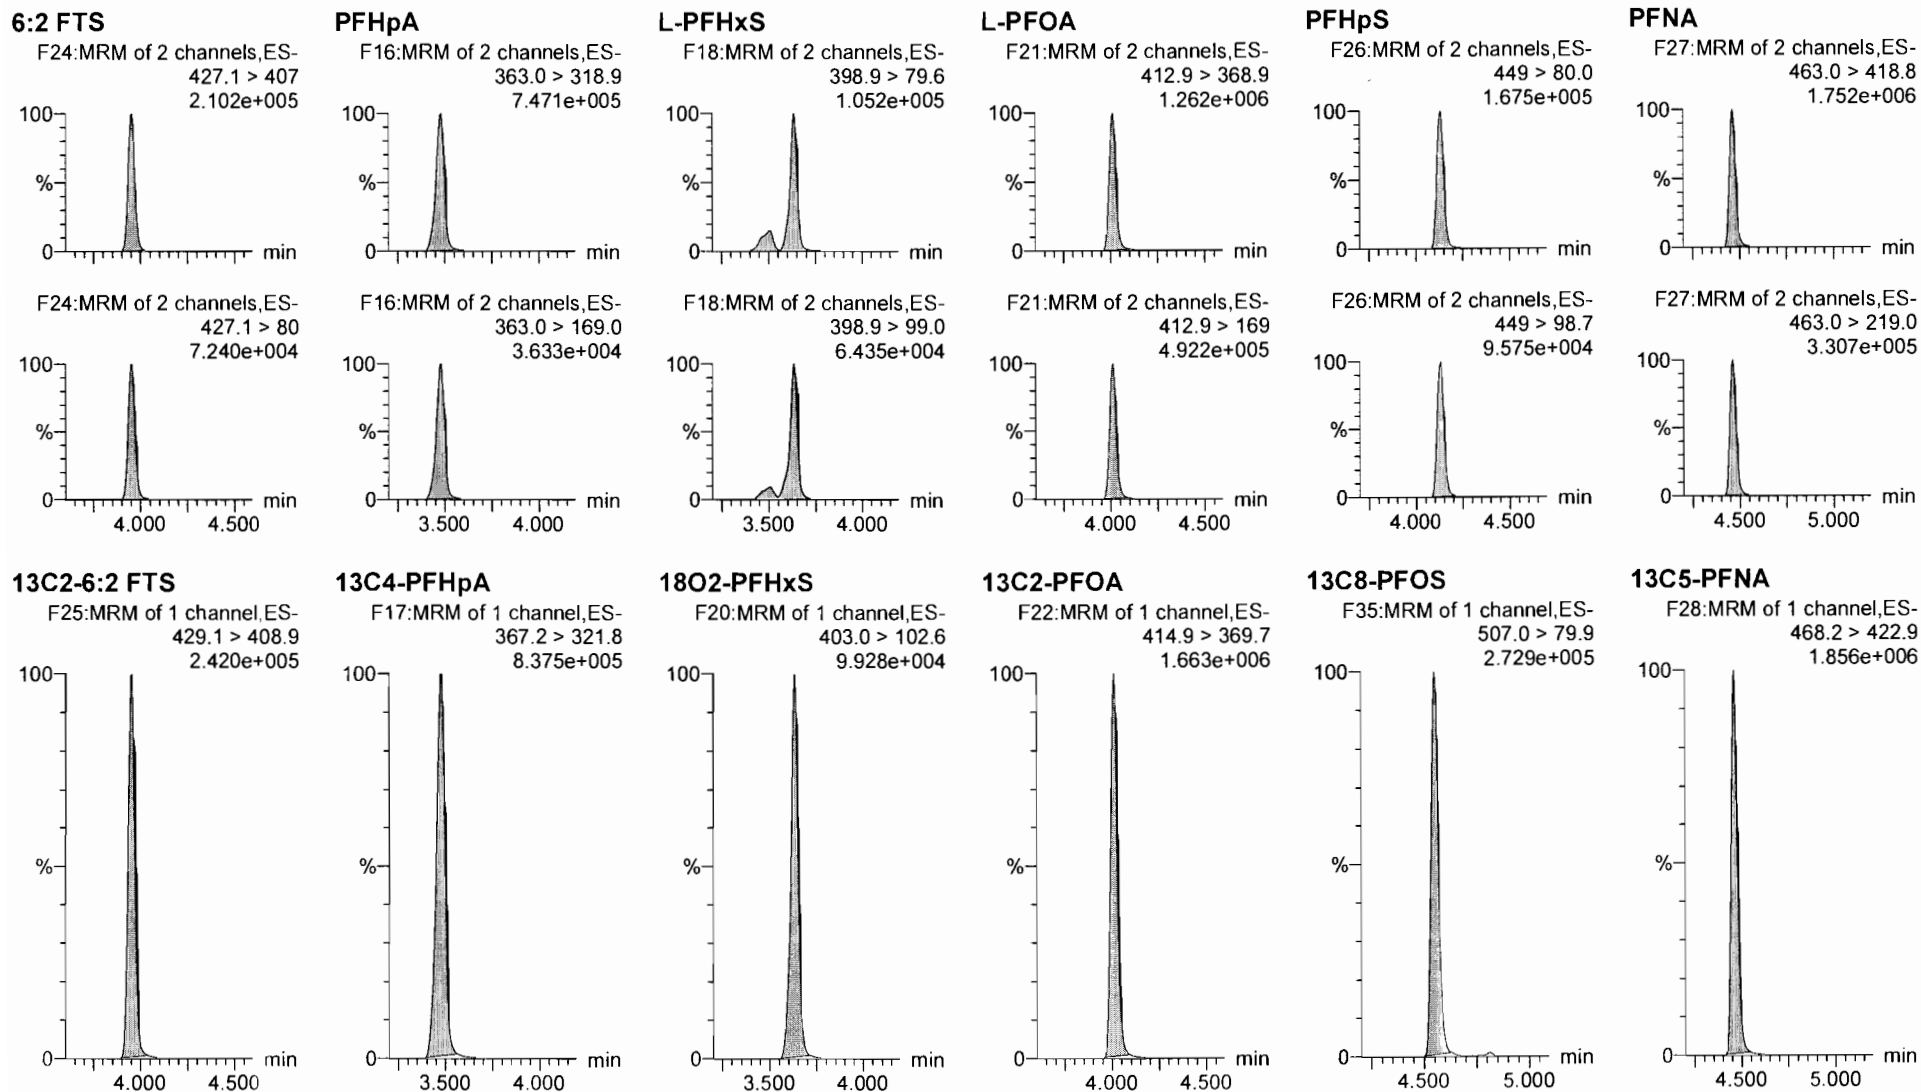 6:2 FTS
F24:MRM of 2 channels,ES-
427.1 > 407
2.102e+005
100
%
0
min
F24:MRM of 2 channels,ES-
427.1 > 80
7.240e+004
100
%
0
min
4.000 4.500
PFHpA
F16:MRM of 2 channels,ES-
363.0 > 318.9
7.471e+005
100
%
0
min
F16:MRM of 2 channels,ES-
363.0 > 169.0
3.633e+004
100
%
0
min
3.500 4.000
L-PFHxS
F18:MRM of 2 channels,ES-
398.9 > 79.6
1.052e+005
100
%
0
min
F18:MRM of 2 channels,ES-
398.9 > 99.0
6.435e+004
100
%
0
min
3.500 4.000
L-PFOA
F21:MRM of 2 channels,ES-
412.9 > 368.9
1.262e+006
100
%
0
min
F21:MRM of 2 channels,ES-
412.9 > 169
4.922e+005
100
%
0
min
4.000 4.500
PFHpS
F26:MRM of 2 channels,ES-
449 > 80.0
1.675e+005
100
%
0
min
F26:MRM of 2 channels,ES-
449 > 98.7
9.575e+004
100
%
0
min
4.000 4.500
PFNA
F27:MRM of 2 channels,ES-
463.0 > 418.8
1.752e+006
100
%
0
min
F27:MRM of 2 channels,ES-
463.0 > 219.0
3.307e+005
100
%
0
min
4.500 5.000
13C2-6:2 FTS
F25:MRM of 1 channel,ES-
429.1 > 408.9
2.420e+005
100
%
0
min
4.000 4.500
13C4-PFHpA
F17:MRM of 1 channel,ES-
367.2 > 321.8
8.375e+005
100
%
0
min
3.500 4.000
18O2-PFHxS
F20:MRM of 1 channel,ES-
403.0 > 102.6
9.928e+004
100
%
0
min
3.500 4.000
13C2-PFOA
F22:MRM of 1 channel,ES-
414.9 > 369.7
1.663e+006
100
%
0
min
4.000 4.500
13C8-PFOS
F35:MRM of 1 channel,ES-
507.0 > 79.9
2.729e+005
100
%
0
min
4.500 5.000
13C5-PFNA
F28:MRM of 1 channel,ES-
468.2 > 422.9
1.856e+006
100
%
0
min
4.500 5.000